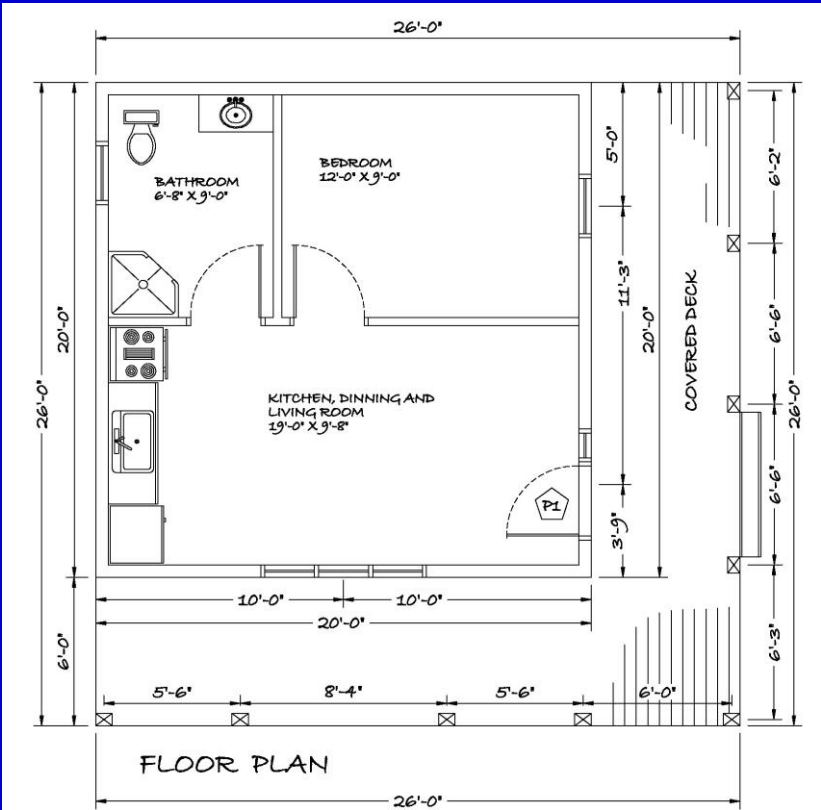 26'-0"
BATHROOM
6'-8" X 9'-0"
BEDROOM
12'-0" X 9'-0"
5'-0"
6'-2"
11'-3"
20'-0"
20'-0"
COVERED DECK
6'-6"
26'-0"
26'-0"
KITCHEN, DINNING AND
LIVING ROOM
19'-0" X 9'-8"
6'-6"
P1
3'-9"
10'-0"
10'-0"
20'-0"
6'-0"
6'-3"
5'-6"
8'-4"
5'-6"
6'-0"
FLOOR PLAN
26'-0"